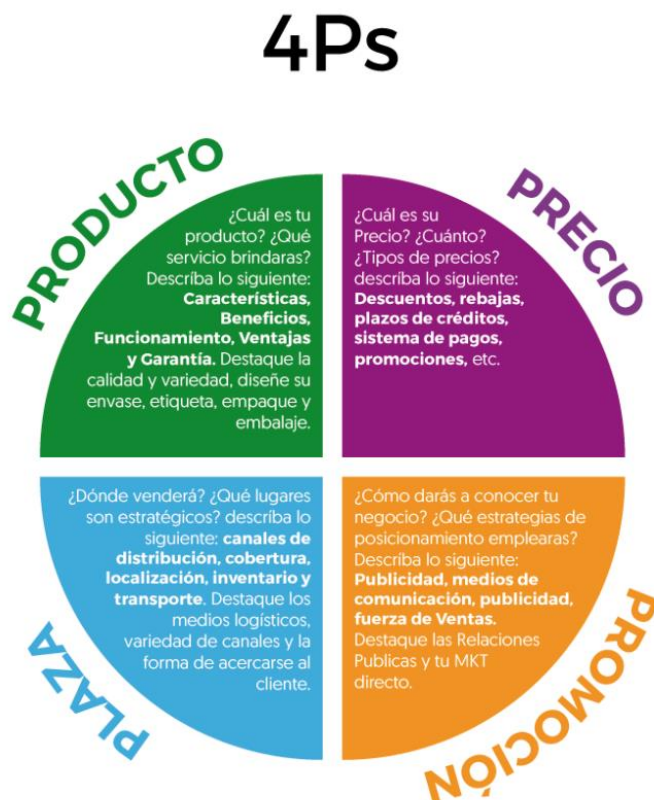 4Ps
PRODUCTO
¿Cuál es tu
producto? ¿Qué
servicio brindaras?
Descríba lo siguiente:
Características,
Beneficios,
Funcionamiento, Ventajas
y Garantía. Destaque la
calidad y variedad, diseñe su
envase, etiqueta, empaque y
embalaje.
PRECIO
¿Cuál es su
Precio? ¿Cuánto?
¿Tipos de precios?
descríba lo siguiente:
Descuentos, rebajas,
plazos de créditos,
sistema de pagos,
promociones, etc.
PLAZA
¿Dónde venderá? ¿Qué lugares
son estratégicos? descríba lo
siguiente: canales de
distribución, cobertura,
localización, inventario y
transporte. Destaque los
medios logísticos,
variedad de canales y la
forma de acercarse al
cliente.
PROMOCIÓN
¿Cómo darás a conocer tu
negocio? ¿Qué estrategias de
posicionamiento emplearas?
Descríba lo siguiente:
Publicidad, medios de
comunicación, publicidad,
fuerza de Ventas.
Destaque las Relaciones
Publicas y tu MKT
directo.